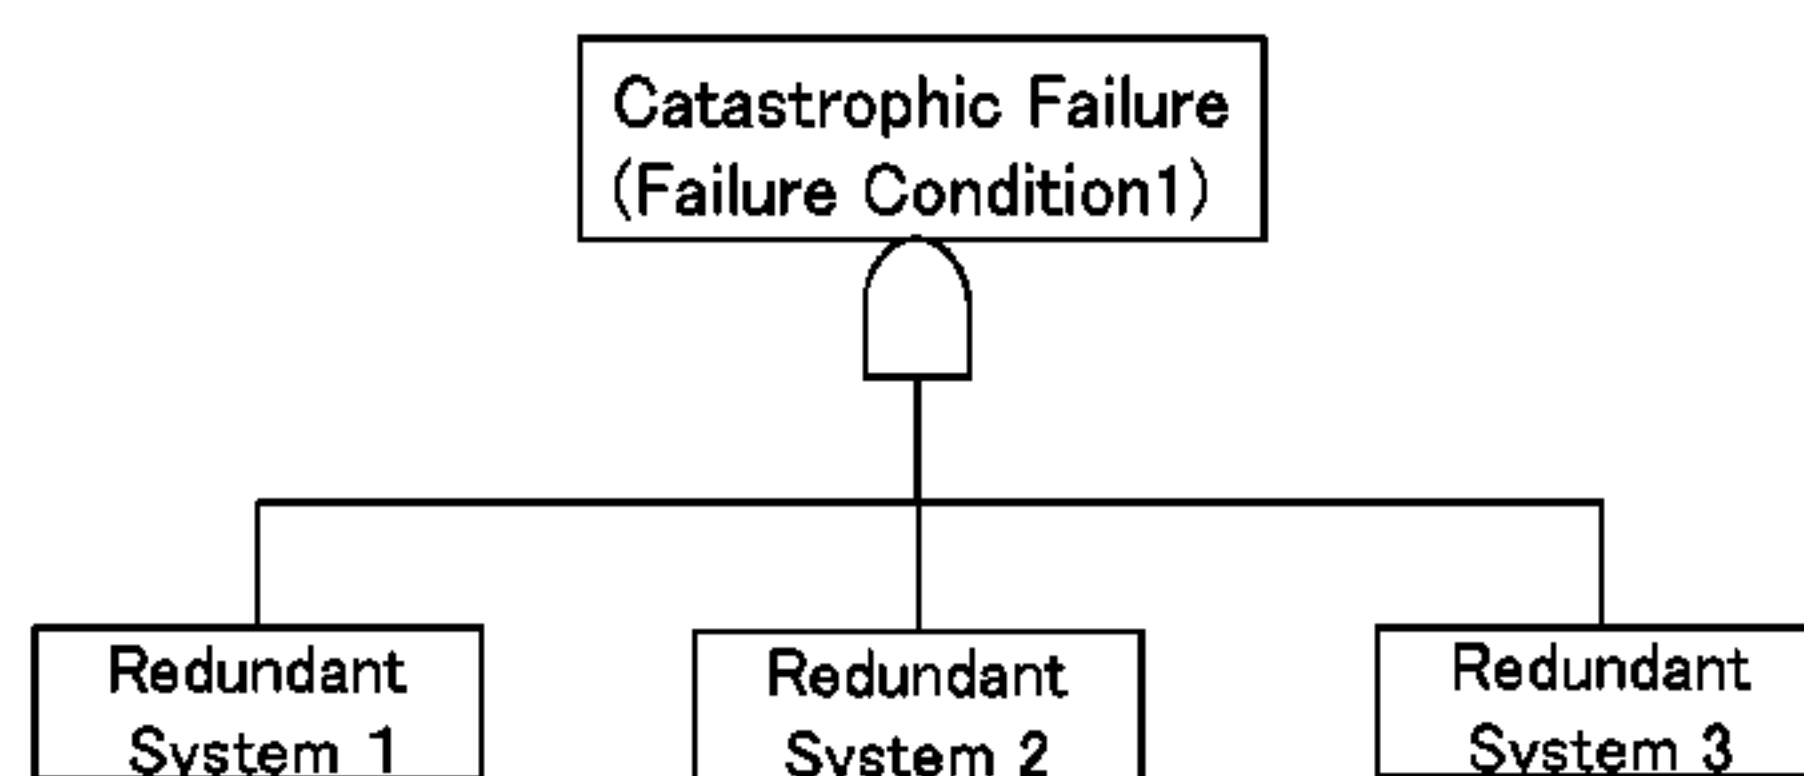 Catastrophic Failure
(Failure Condition1)
Redundant
System 1
Redundant
System 2
Redundant
System 3